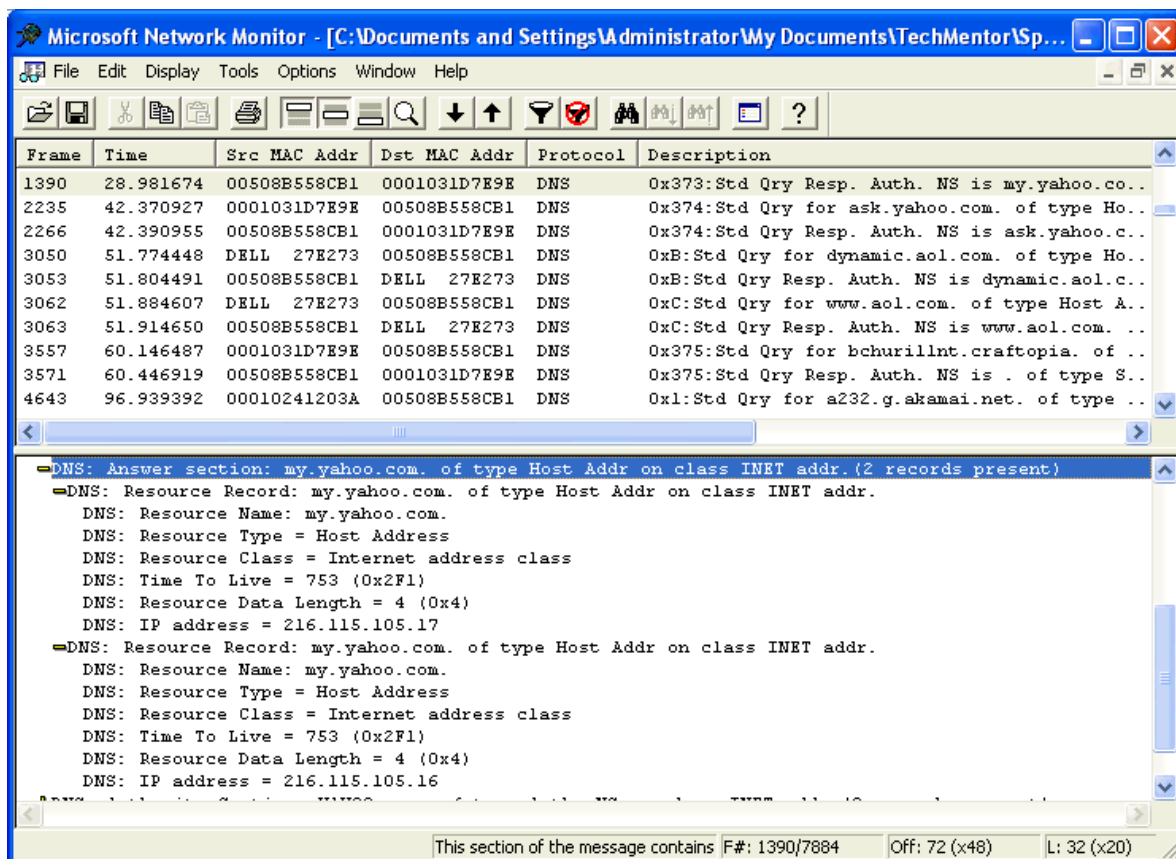 Microsoft Network Monitor - [C:\Documents and Settings\Administrator\My Documents\TechMentor\Sp...
File Edit Display Tools Options Window Help
Frame Time Src MAC Addr Dst MAC Addr Protocol Description
1390 28.981674 00508B558CB1 0001031D7E9E DNS 0x373:Std Qry Resp. Auth. NS is my.yahoo.co..
2235 42.370927 0001031D7E9E 00508B558CB1 DNS 0x374:Std Qry for ask.yahoo.com. of type Ho..
2266 42.390955 00508B558CB1 0001031D7E9E DNS 0x374:Std Qry Resp. Auth. NS is ask.yahoo.c..
3050 51.774448 DELL 27E273 00508B558CB1 DNS 0xB:Std Qry for dynamic.aol.com. of type Ho..
3053 51.804491 00508B558CB1 DELL 27E273 DNS 0xB:Std Qry Resp. Auth. NS is dynamic.aol.c..
3062 51.884607 DELL 27E273 00508B558CB1 DNS 0xC:Std Qry for www.aol.com. of type Host A..
3063 51.914650 00508B558CB1 DELL 27E273 DNS 0xC:Std Qry Resp. Auth. NS is www.aol.com. ..
3557 60.146487 0001031D7E9E 00508B558CB1 DNS 0x375:Std Qry for bchurillnt.craftopia. of ..
3571 60.446919 00508B558CB1 0001031D7E9E DNS 0x375:Std Qry Resp. Auth. NS is . of type S..
4643 96.939392 00010241203A 00508B558CB1 DNS 0x1:Std Qry for a232.g.akamai.net. of type ..
DNS: Answer section: my.yahoo.com. of type Host Addr on class INET addr.(2 records present)
DNS: Resource Record: my.yahoo.com. of type Host Addr on class INET addr.
DNS: Resource Name: my.yahoo.com.
DNS: Resource Type = Host Address
DNS: Resource Class = Internet address class
DNS: Time To Live = 753 (0x2F1)
DNS: Resource Data Length = 4 (0x4)
DNS: IP address = 216.115.105.17
DNS: Resource Record: my.yahoo.com. of type Host Addr on class INET addr.
DNS: Resource Name: my.yahoo.com.
DNS: Resource Type = Host Address
DNS: Resource Class = Internet address class
DNS: Time To Live = 753 (0x2F1)
DNS: Resource Data Length = 4 (0x4)
DNS: IP address = 216.115.105.16
This section of the message contains F#: 1390/7884 Off: 72 (x48) L: 32 (x20)